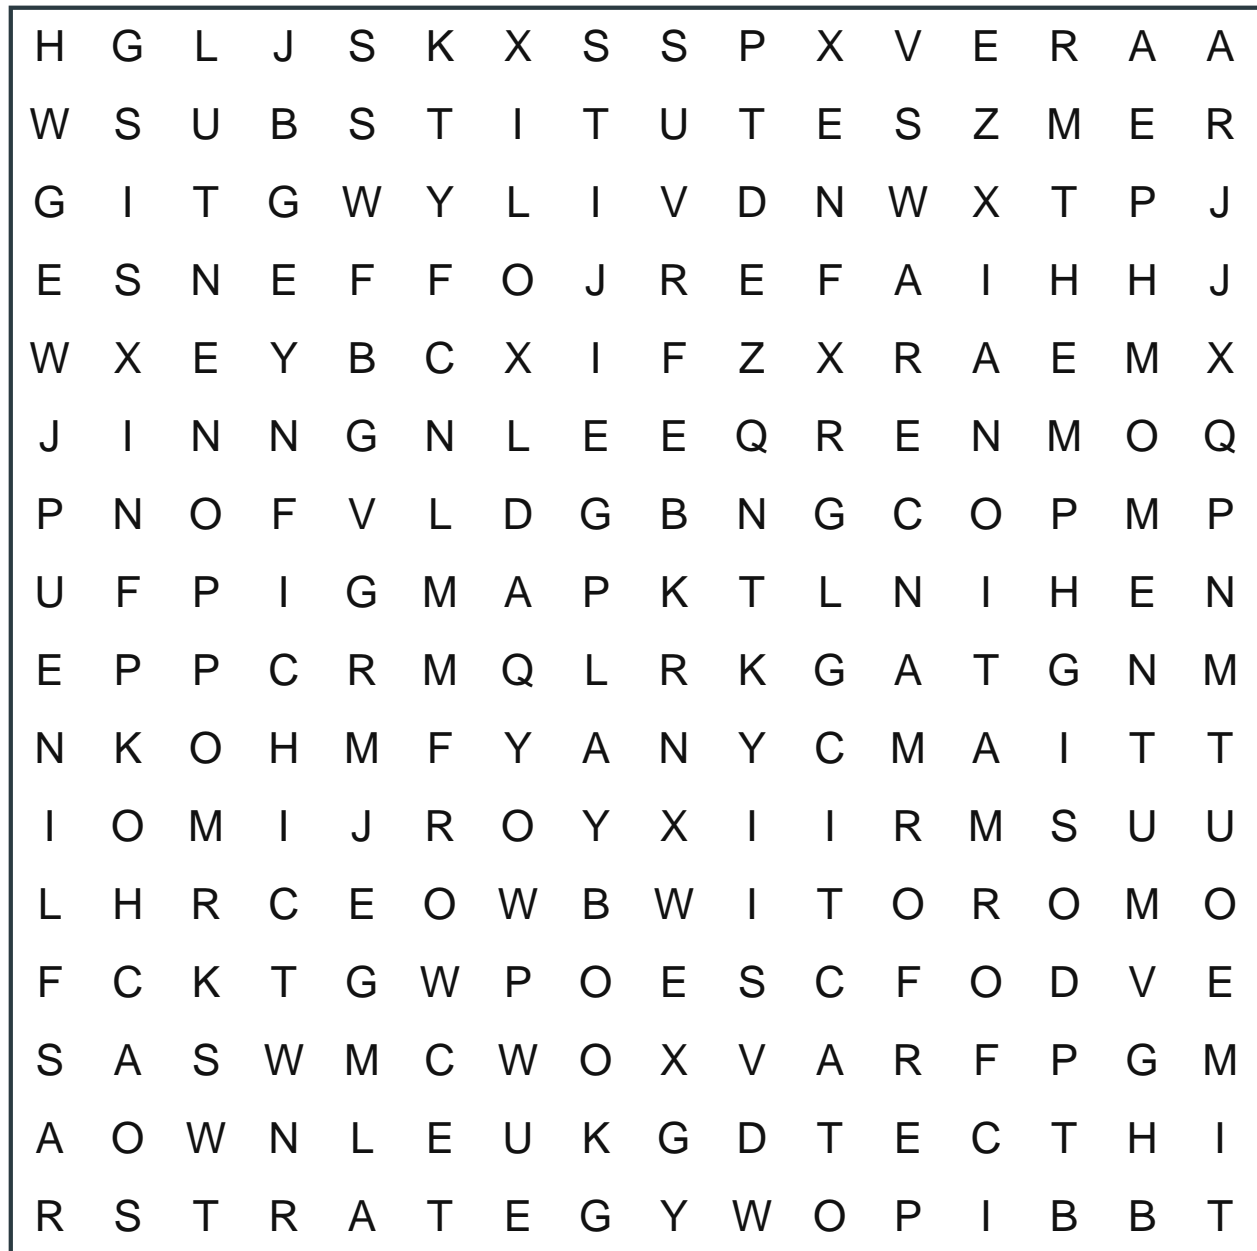 H G L J S K X S S P X V E R A A
W S U B S T I T U T E S Z M E R
G I T G W Y L I V D N W X T P J
E S N E F F O J R E F A I H H J
W X E Y B C X I F Z X R A E M X
J I N N G N L E E Q R E N M O Q
P N O F V L D G B N G C O P M P
U F P I G M A P K T L N I H E N
E P P C R M Q L R K G A T G N M
N K O H M F Y A N Y C M A I T T
I O M I J R O Y X I I R M S U U
L H R C E O W B W I T O R O M O
F C K T G W P O E S C F O D V E
S A S W M C W O X V A R F P G M
A O W N L E U K G D T E C T H I
R S T R A T E G Y W O P I B B T